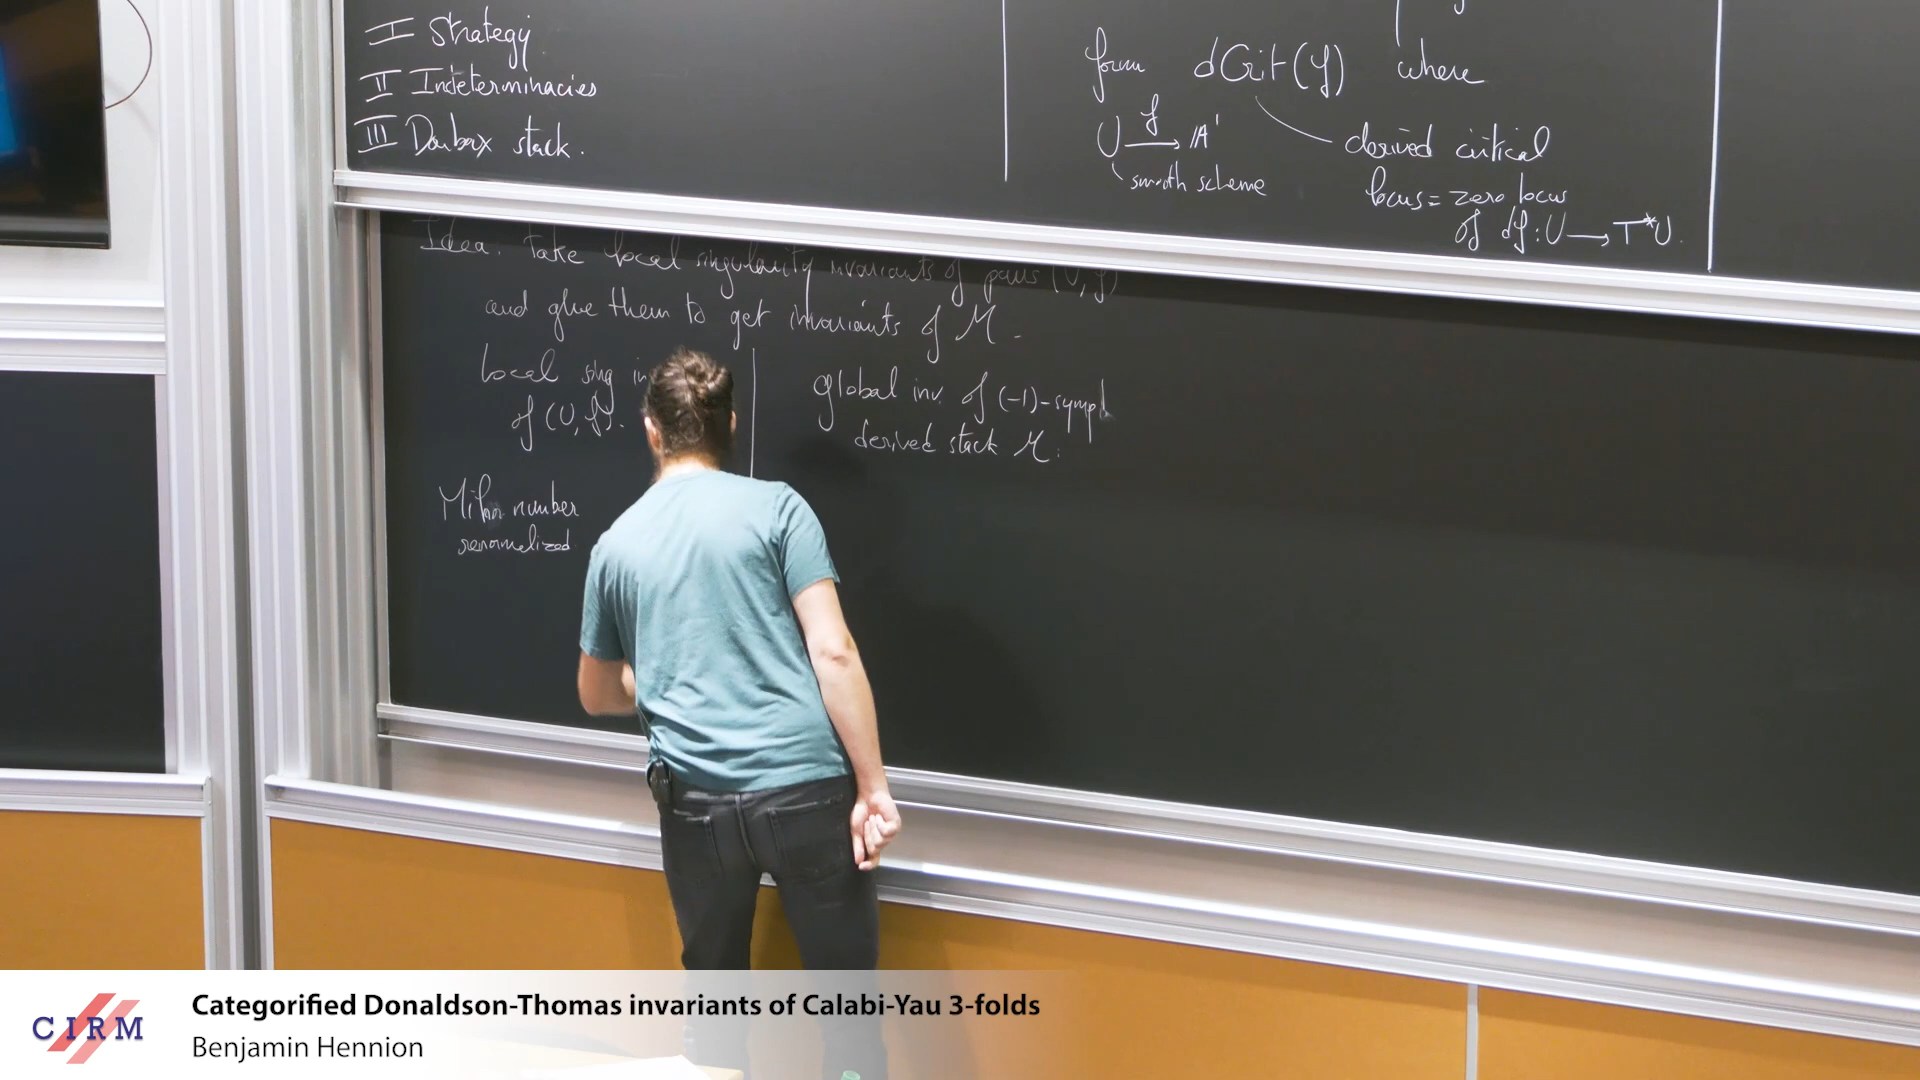 I Strategy
II Indeterminacies
III Darboux stack.
form dCrit(f) where
U f→ A¹
smooth scheme
derived critical
locus = zero locus
of df : U → T*U.
Idea. Take local singularity invariants of pairs (U, f)
and glue them to get invariants of M.
Local sing in
of (U, f).
global inv. of (-1)-sympl
derived stack M.
Milnor number
renormalized
CIRM
Categorified Donaldson-Thomas invariants of Calabi-Yau 3-folds
Benjamin Hennion